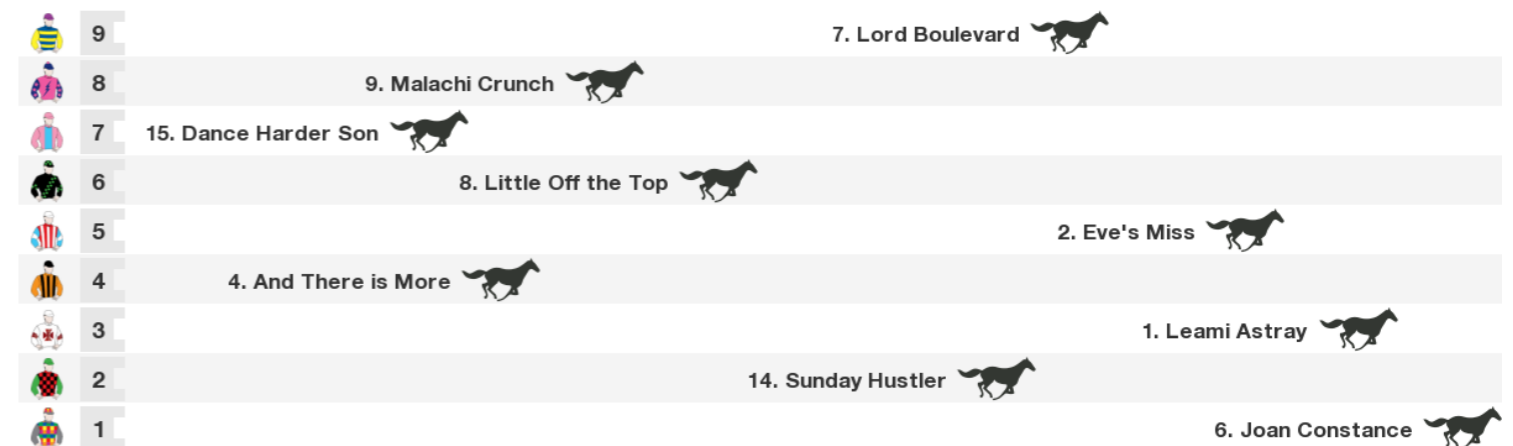 9 7. Lord Boulevard
8 9. Malachi Crunch
7 15. Dance Harder Son
6 8. Little Off the Top
5 2. Eve's Miss
4 4. And There is More
3 1. Leami Astray
2 14. Sunday Hustler
1 6. Joan Constance